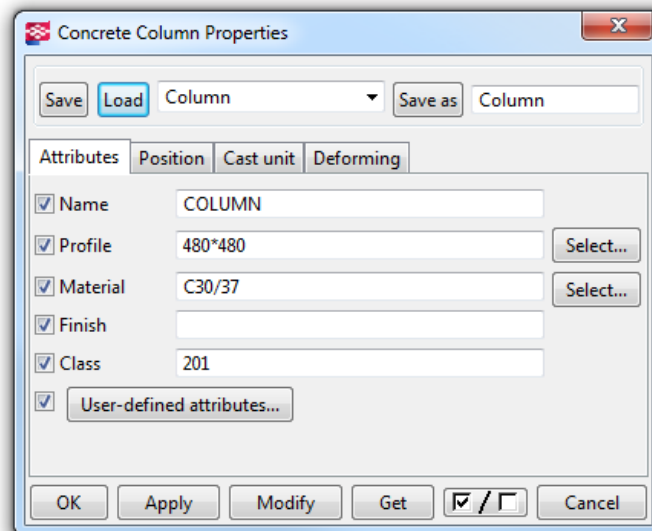 Concrete Column Properties
Save Load Column Save as Column
Attributes Position Cast unit Deforming
Name COLUMN
Profile 480*480 Select...
Material C30/37 Select...
Finish
Class 201
User-defined attributes...
OK Apply Modify Get / Cancel